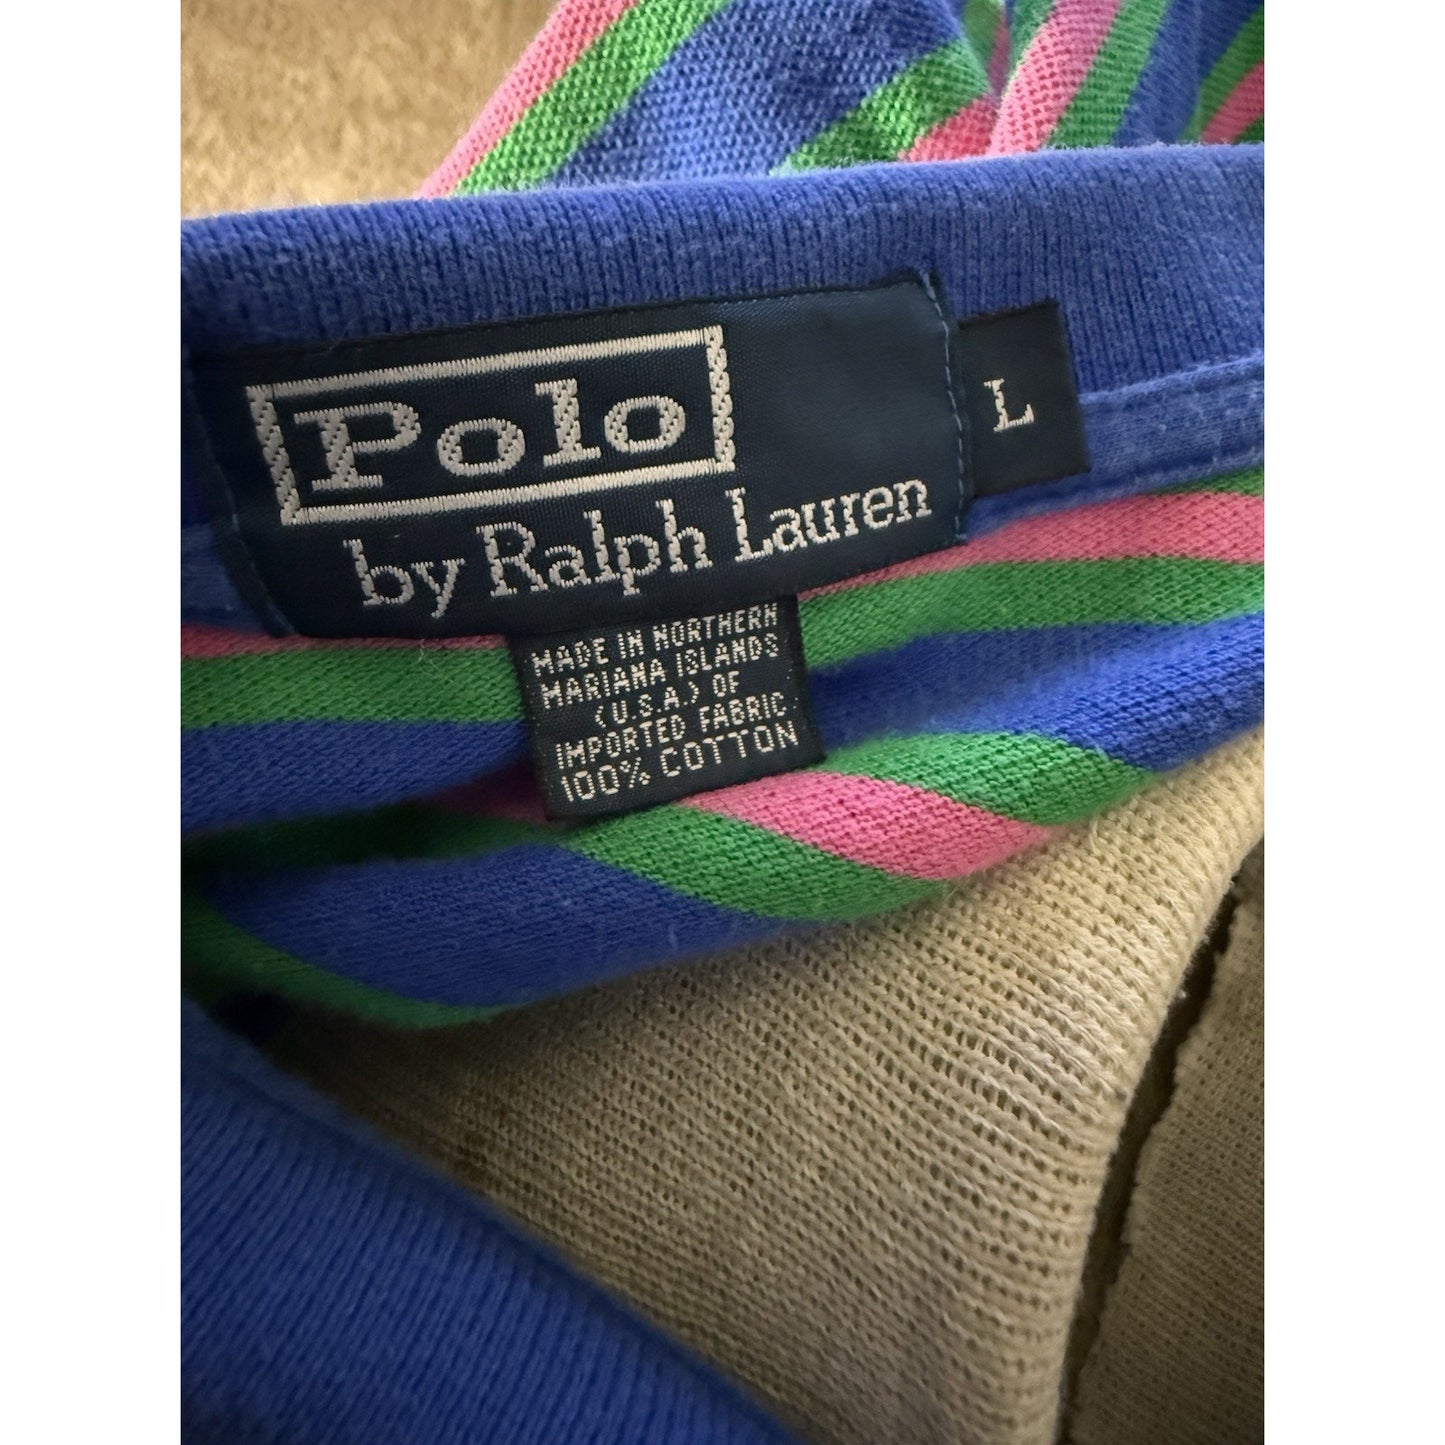 Polo
by Ralph Lauren
L
MADE IN NORTHERN
MARIANA ISLANDS
(U.S.A.) OF
IMPORTED FABRIC
100% COTTON